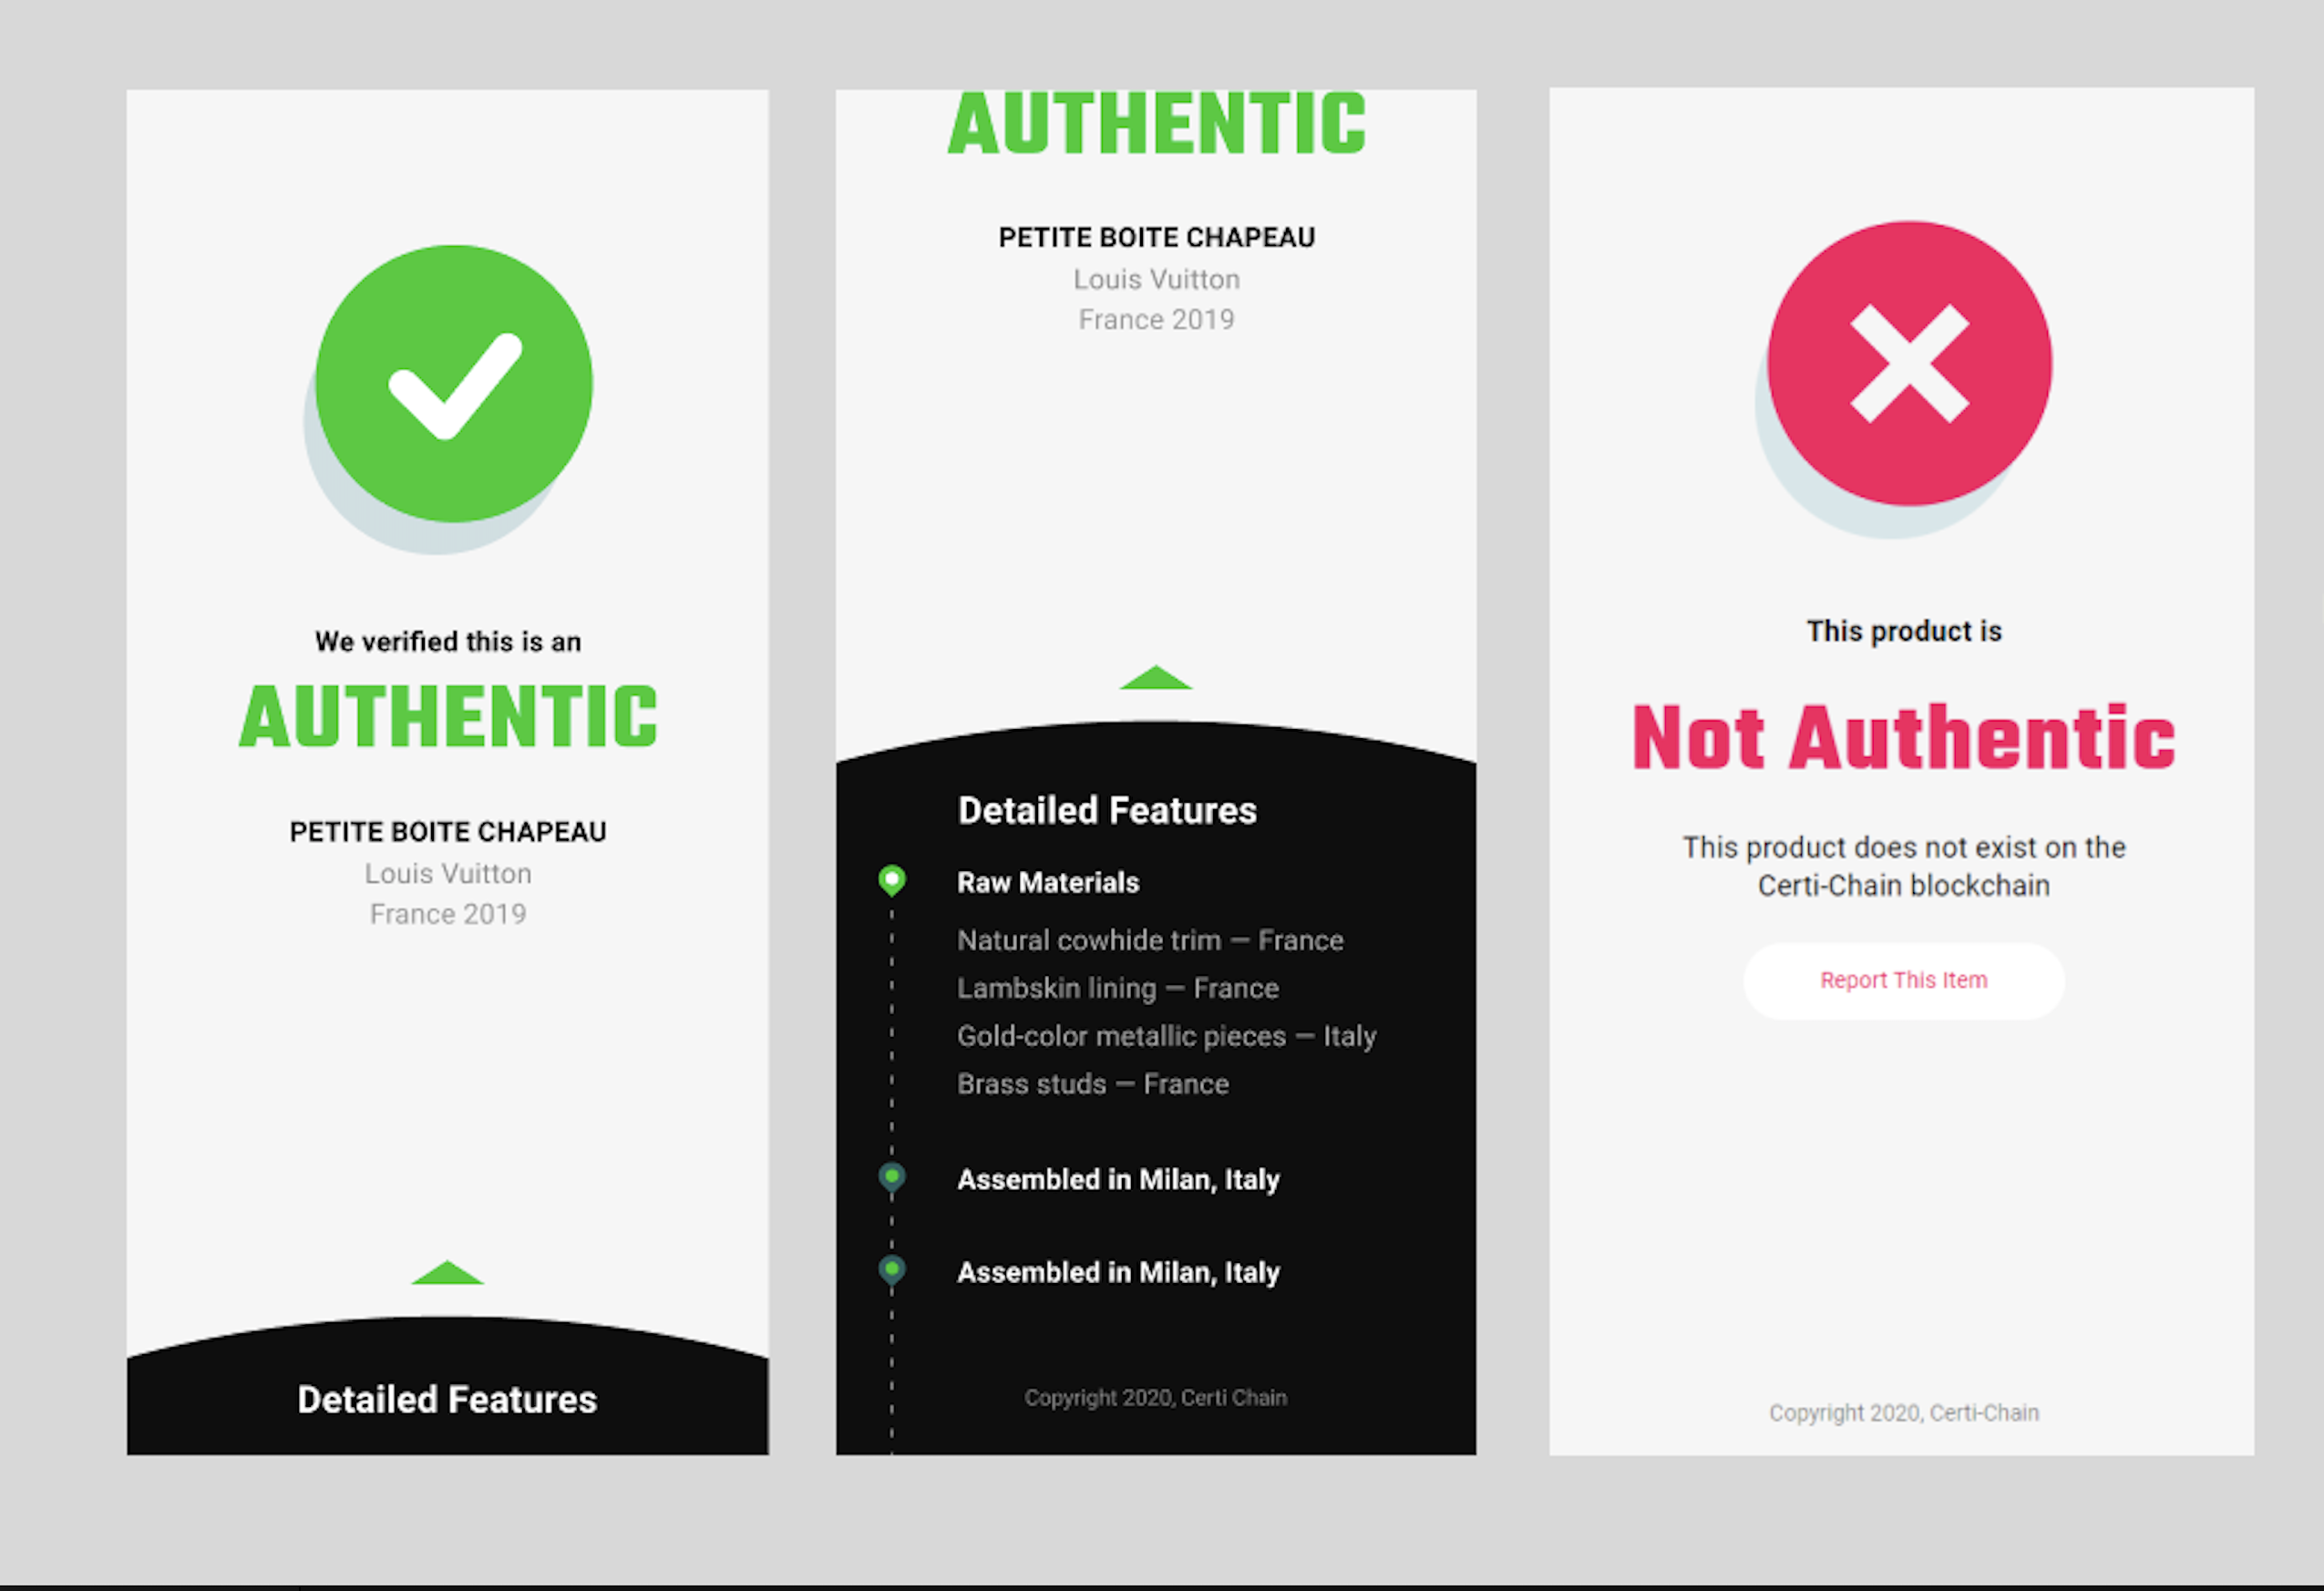 We verified this is an
AUTHENTIC
PETITE BOITE CHAPEAU
Louis Vuitton
France 2019
Detailed Features
AUTHENTIC
PETITE BOITE CHAPEAU
Louis Vuitton
France 2019
Detailed Features
Raw Materials
Natural cowhide trim — France
Lambskin lining — France
Gold-color metallic pieces — Italy
Brass studs — France
Assembled in Milan, Italy
Assembled in Milan, Italy
Copyright 2020, Certi Chain
This product is
Not Authentic
This product does not exist on the
Certi-Chain blockchain
Report This Item
Copyright 2020, Certi-Chain